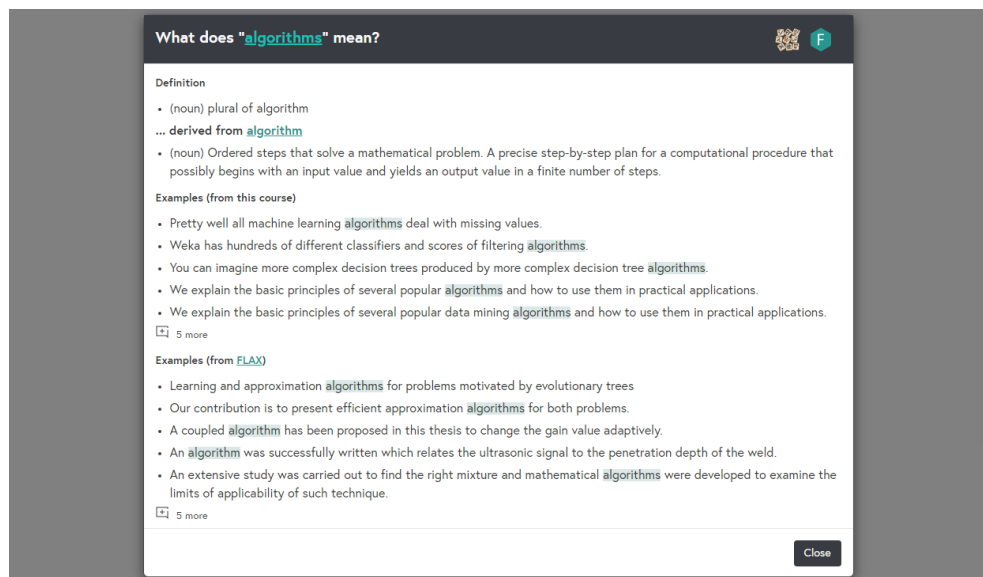 What does "algorithms" mean?
F
Definition
• (noun) plural of algorithm
... derived from algorithm
• (noun) Ordered steps that solve a mathematical problem. A precise step-by-step plan for a computational procedure that
possibly begins with an input value and yields an output value in a finite number of steps.
Examples (from this course)
• Pretty well all machine learning algorithms deal with missing values.
• Weka has hundreds of different classifiers and scores of filtering algorithms.
• You can imagine more complex decision trees produced by more complex decision tree algorithms.
• We explain the basic principles of several popular algorithms and how to use them in practical applications.
• We explain the basic principles of several popular data mining algorithms and how to use them in practical applications.
5 more
Examples (from FLAX)
• Learning and approximation algorithms for problems motivated by evolutionary trees
• Our contribution is to present efficient approximation algorithms for both problems.
• A coupled algorithm has been proposed in this thesis to change the gain value adaptively.
• An algorithm was successfully written which relates the ultrasonic signal to the penetration depth of the weld.
• An extensive study was carried out to find the right mixture and mathematical algorithms were developed to examine the
limits of applicability of such technique.
5 more
Close